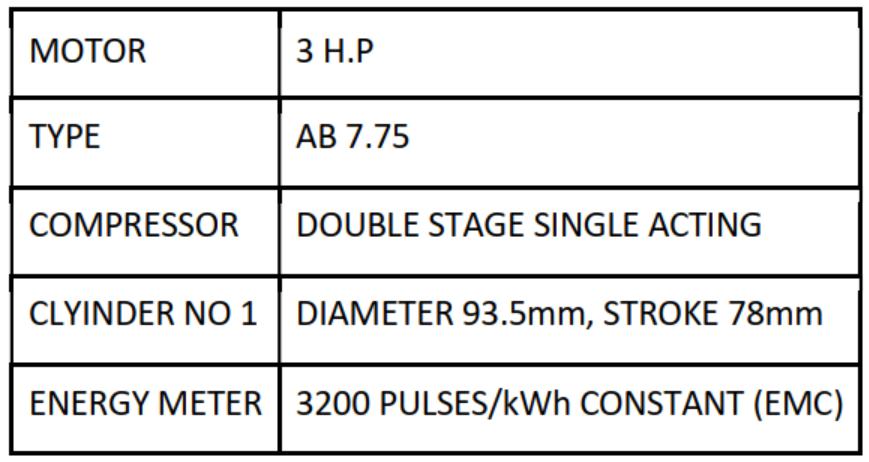 MOTOR 3 H.P
TYPE AB 7.75
COMPRESSOR DOUBLE STAGE SINGLE ACTING
CLYINDER NO 1 DIAMETER 93.5mm, STROKE 78mm
ENERGY METER 3200 PULSES/kWh CONSTANT (EMC)